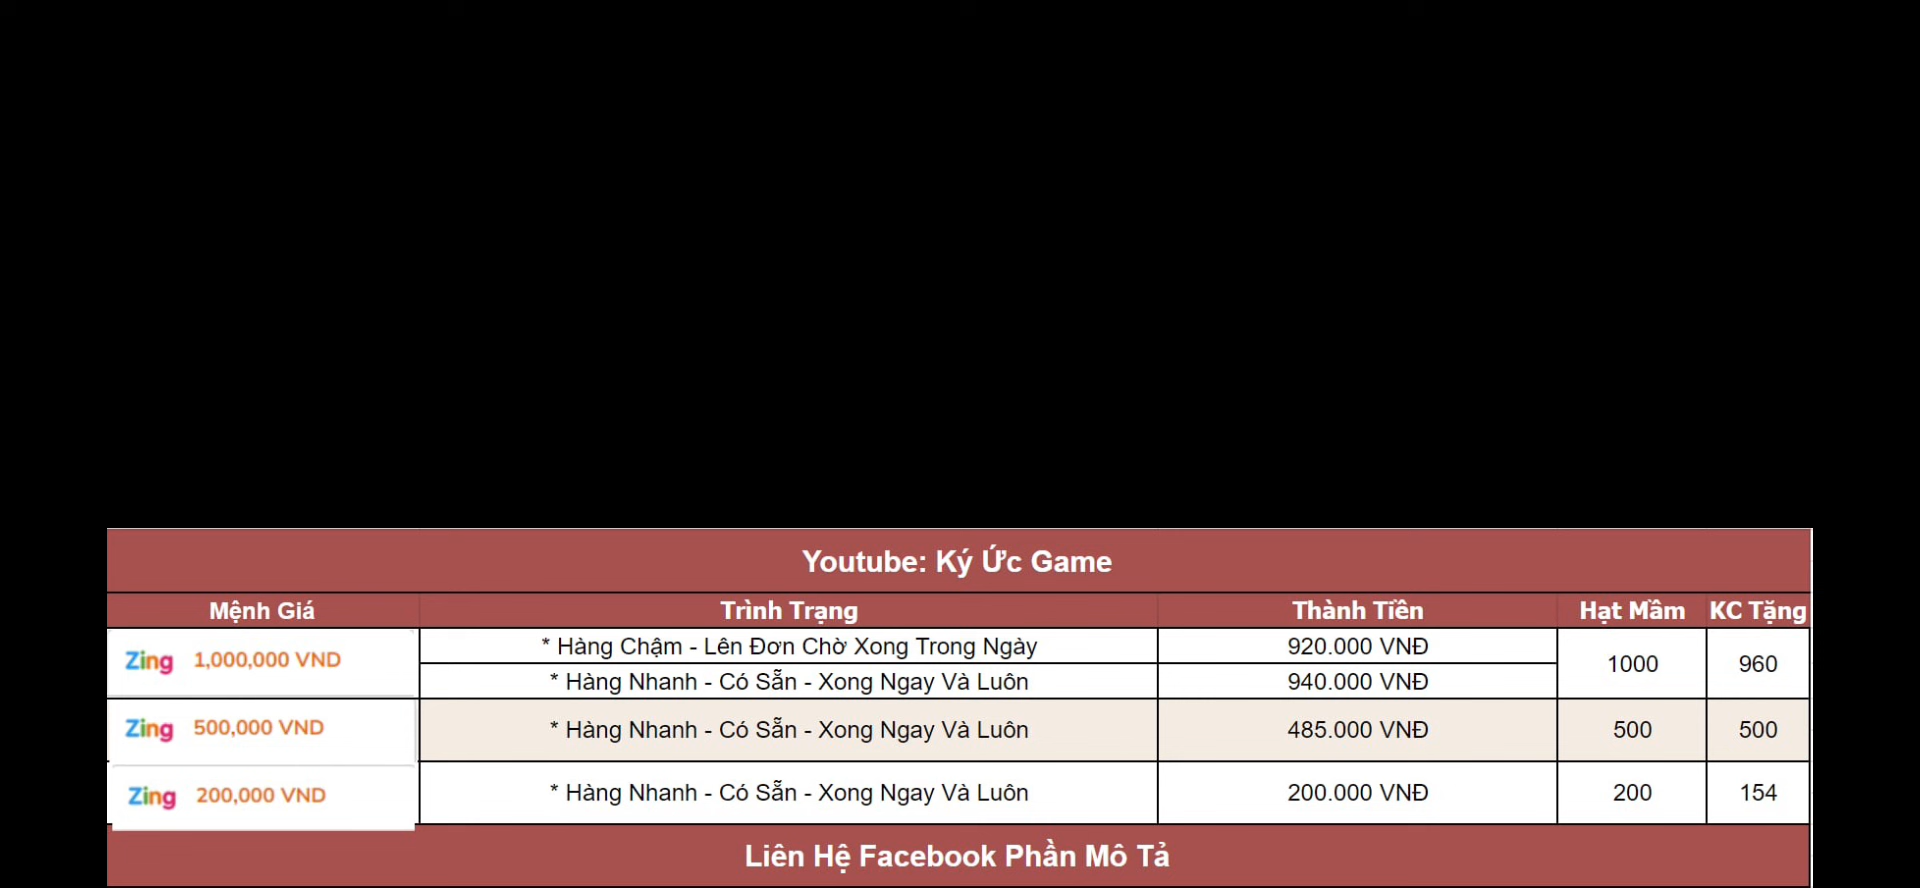 Youtube: Ký Ức Game
Mệnh Giá Trình Trạng Thành Tiền Hạt Mầm KC Tặng
Zing 1,000,000 VND * Hàng Chậm - Lên Đơn Chờ Xong Trong Ngày 920.000 VNĐ 1000 960
* Hàng Nhanh - Có Sẵn - Xong Ngay Và Luôn 940.000 VNĐ
Zing 500,000 VND * Hàng Nhanh - Có Sẵn - Xong Ngay Và Luôn 485.000 VNĐ 500 500
Zing 200,000 VND * Hàng Nhanh - Có Sẵn - Xong Ngay Và Luôn 200.000 VNĐ 200 154
Liên Hệ Facebook Phần Mô Tả